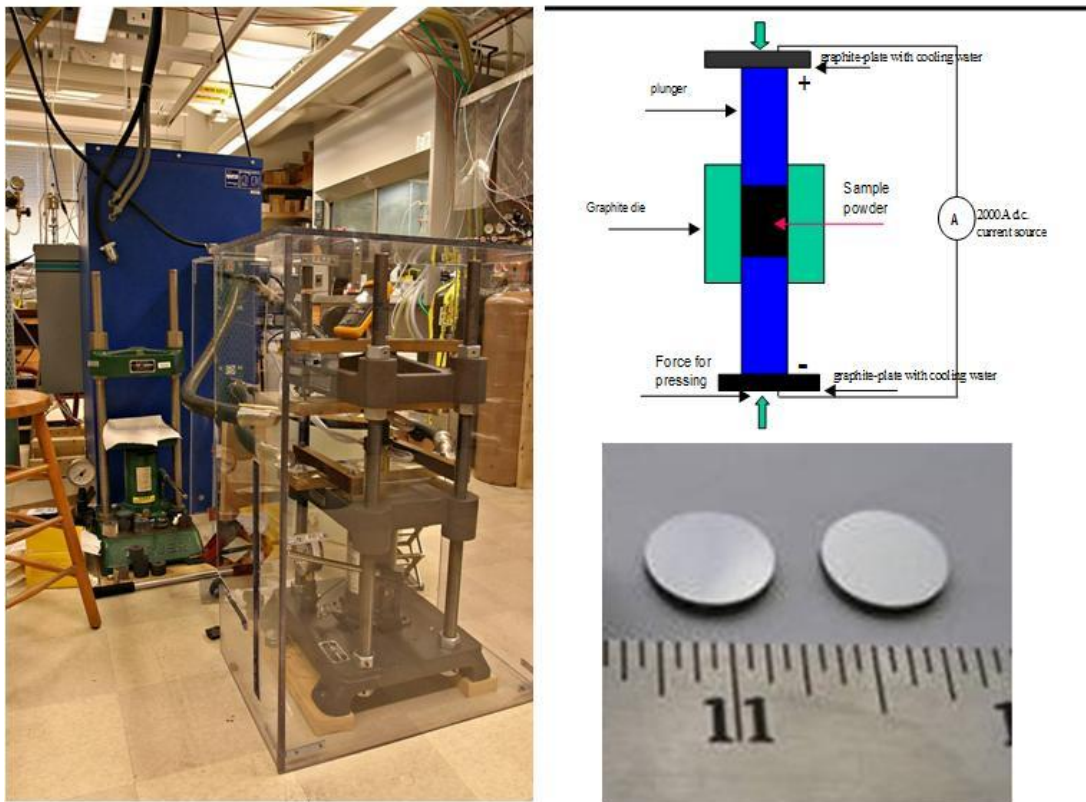 graphite-plate with cooling water
+
plunger
Graphite die
Sample
powder
A
2000 A d.c.
current source
Force for
pressing
-
graphite-plate with cooling water
11
1